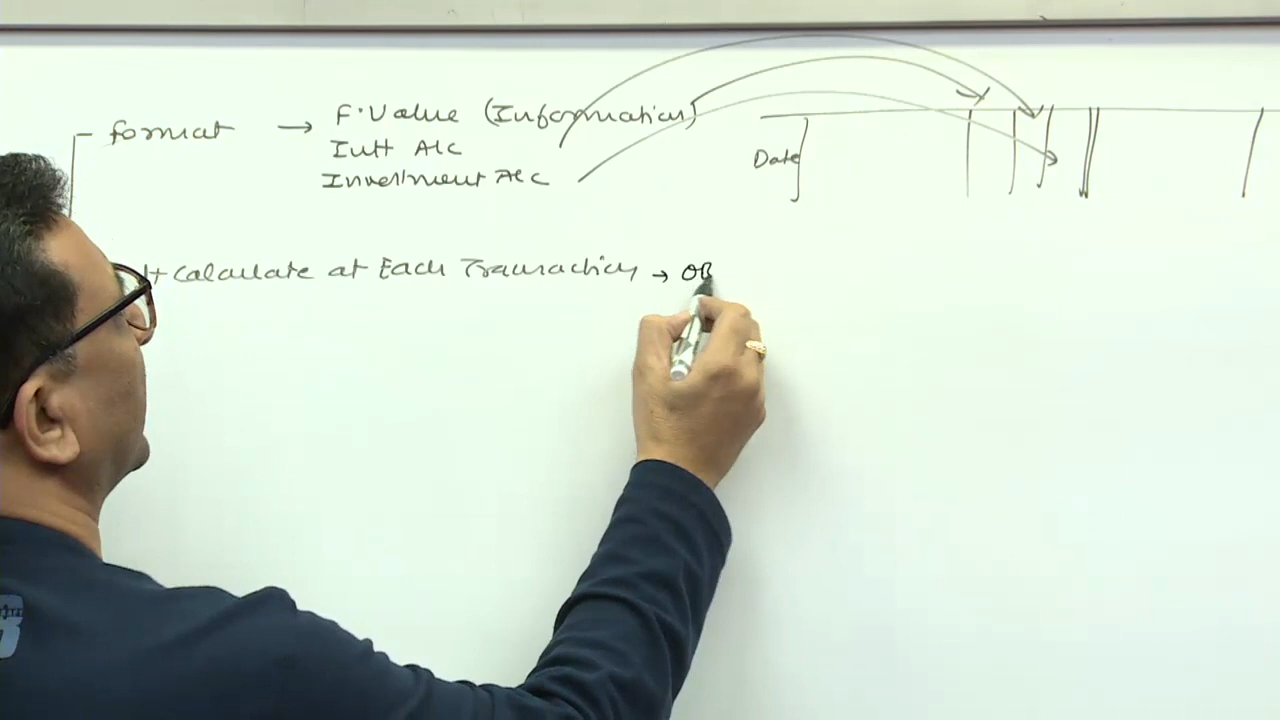 - format → F. Value (Information)
Intt A/c
Investment A/c
Date
Calculate at Each Transaction → OB